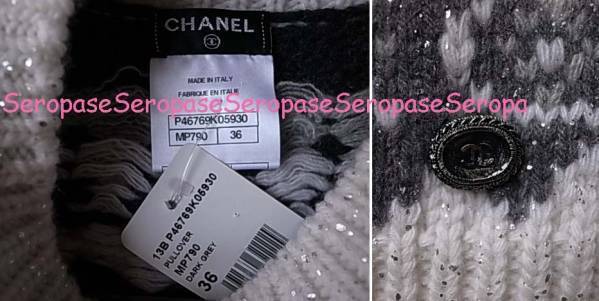 CHANEL
MADE IN ITALY
FABRIQUE EN ITALIE
SeropaseSeropaseSeropaseSeropaseSeropa
P46769K05930
MP790 36
13B P46769K05930
PULLOVER
MP790
DARK GREY
36